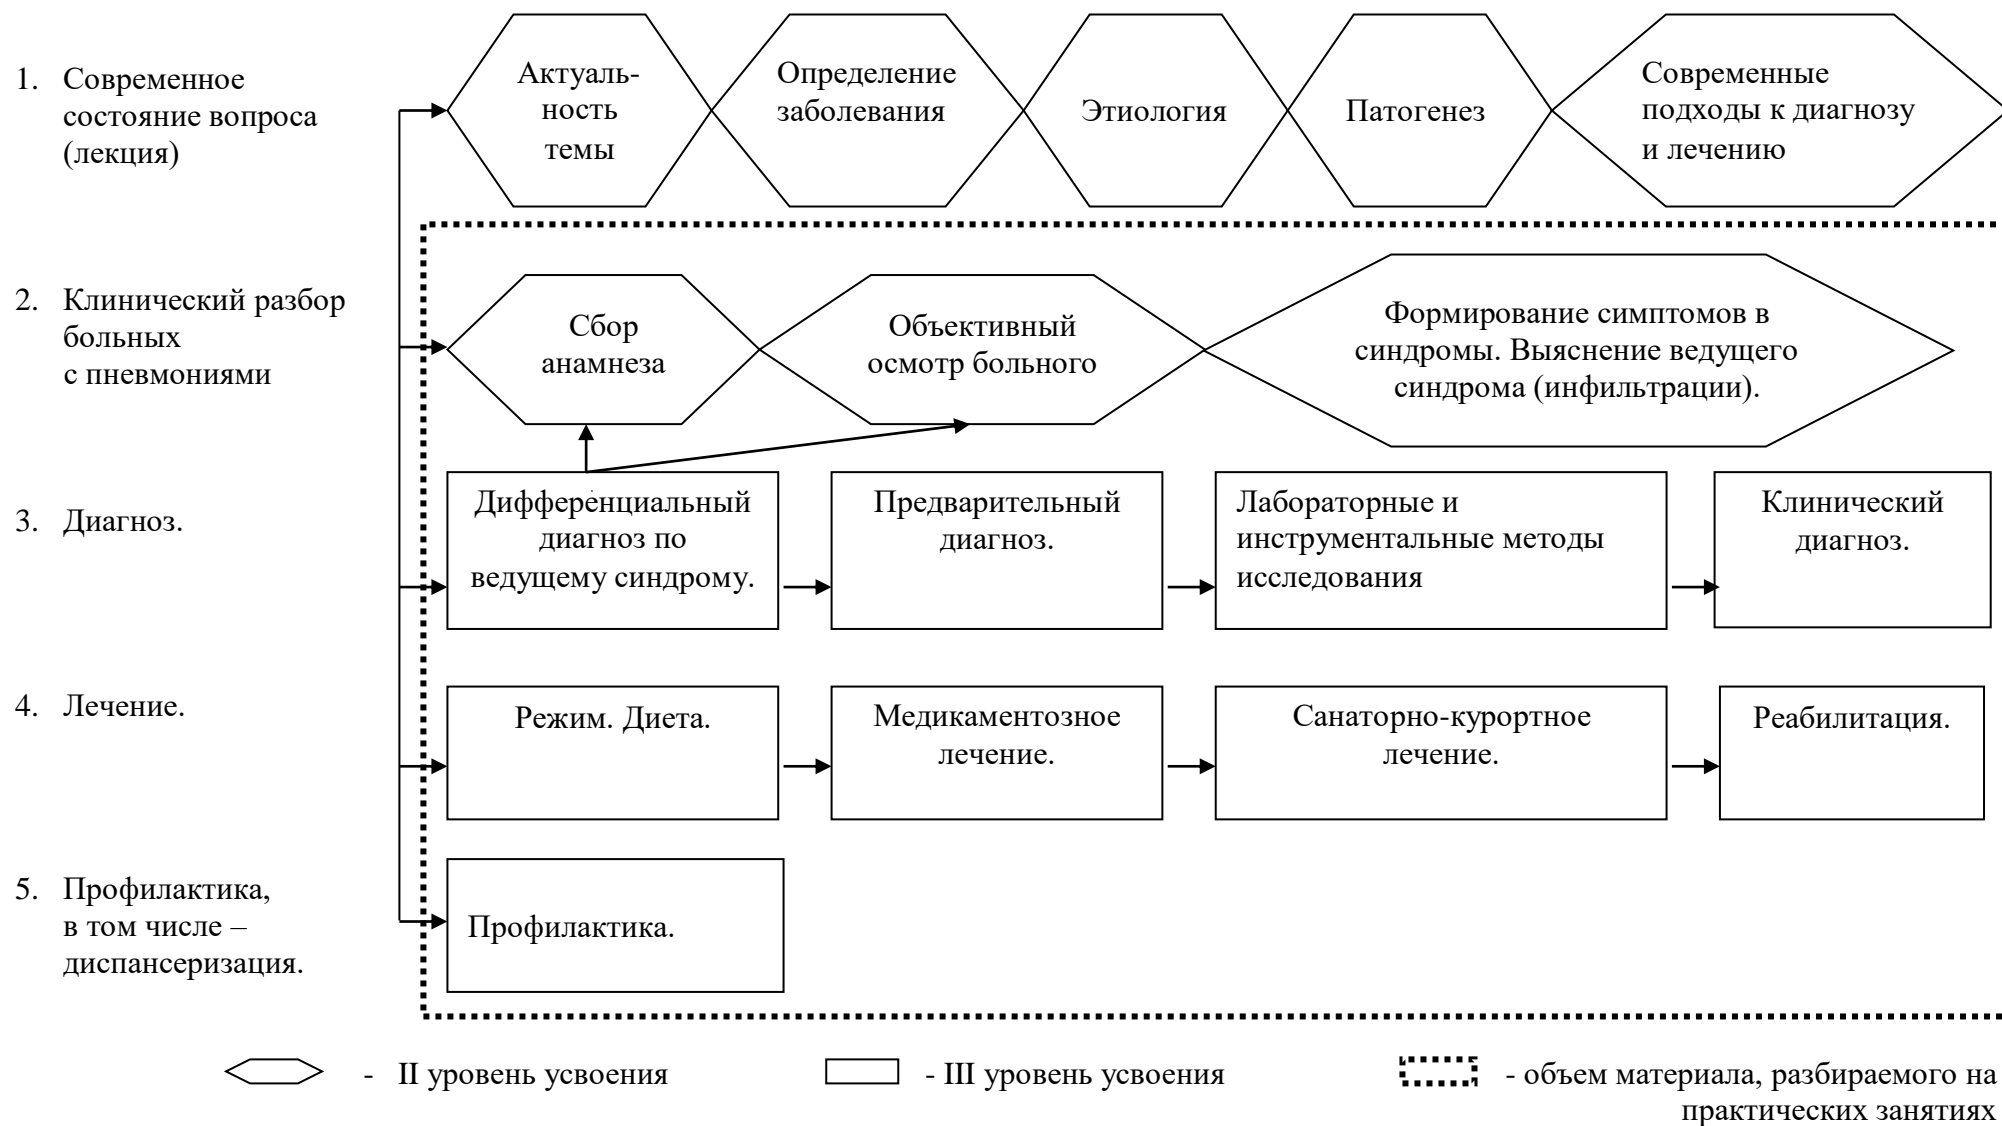 1. Современное
состояние вопроса
(лекция)
Актуаль-
ность
темы
Определение
заболевания
Этиология
Патогенез
Современные
подходы к диагнозу
и лечению
2. Клинический разбор
больных
с пневмониями
Сбор
анамнеза
Объективный
осмотр больного
Формирование симптомов в
синдромы. Выяснение ведущего
синдрома (инфильтрации).
3. Диагноз.
Дифференциальный
диагноз по
ведущему синдрому.
Предварительный
диагноз.
Лабораторные и
инструментальные методы
исследования
Клинический
диагноз.
4. Лечение.
Режим. Диета.
Медикаментозное
лечение.
Санаторно-курортное
лечение.
Реабилитация.
5. Профилактика,
в том числе –
диспансеризация.
Профилактика.
- II уровень усвоения
- III уровень усвоения
- объем материала, разбираемого на
практических занятиях